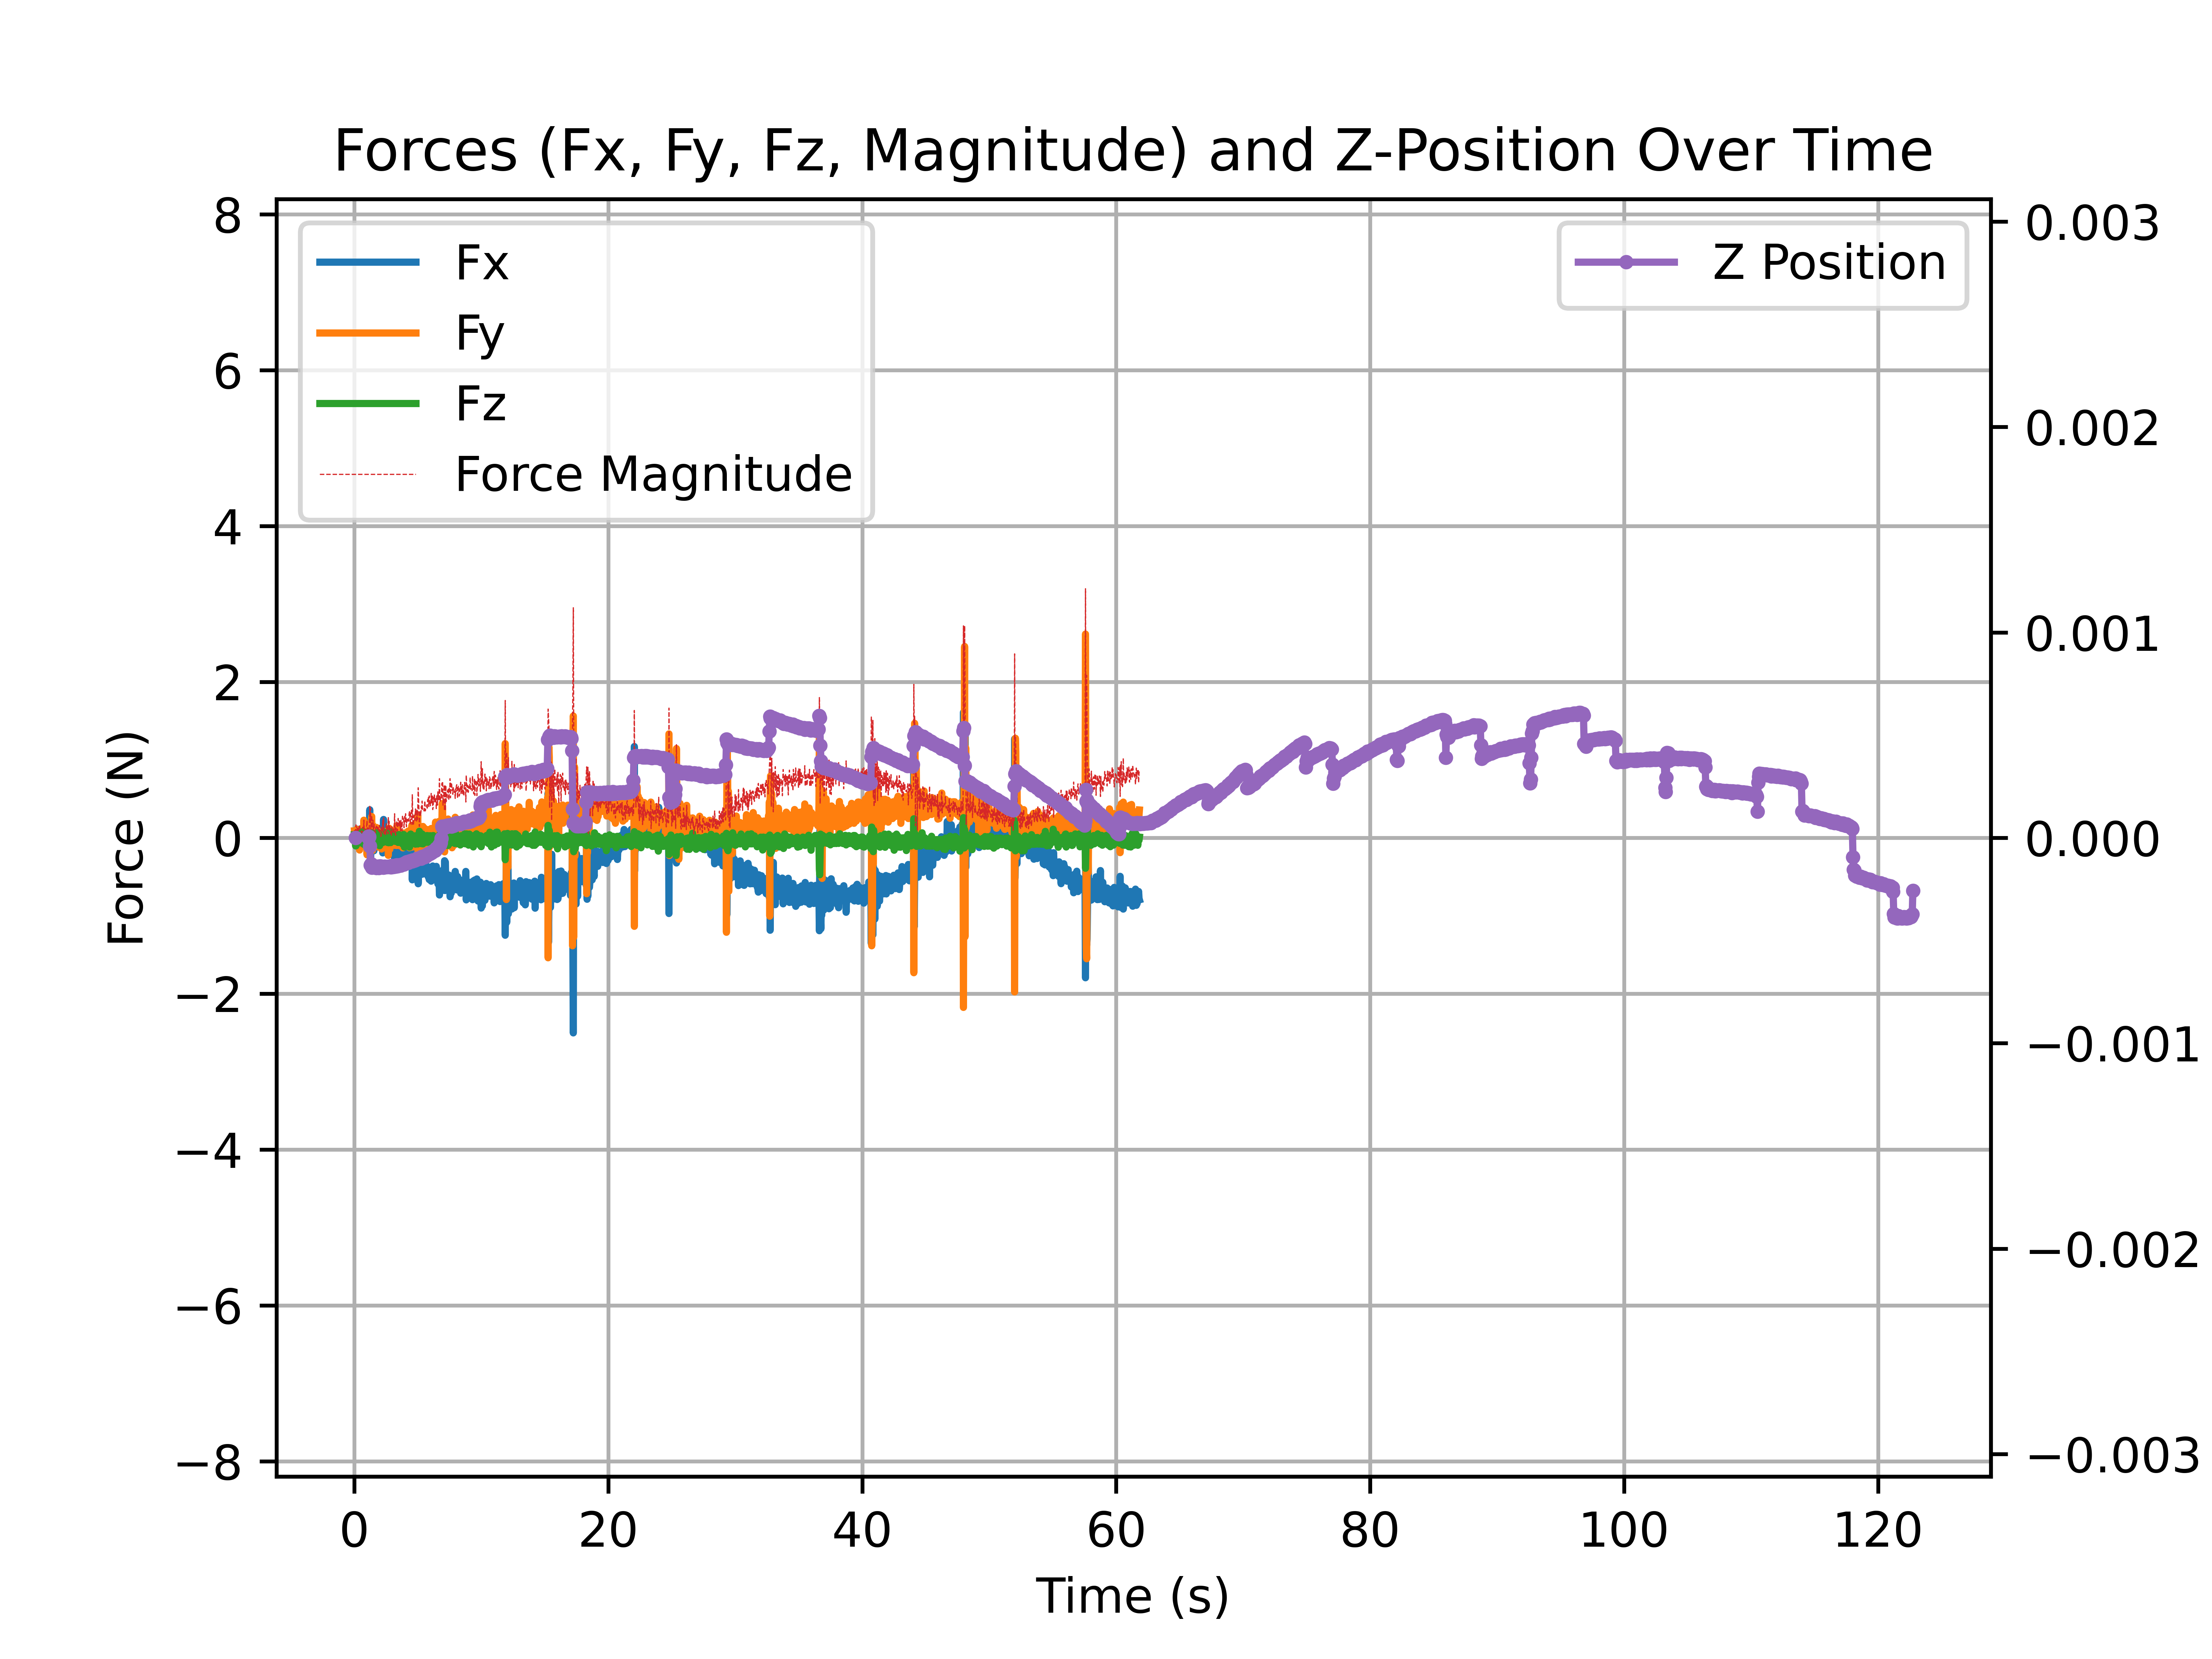 Forces (Fx, Fy, Fz, Magnitude) and Z-Position Over Time
Fx
Fy
Fz
Force Magnitude
Z Position
8
6
4
2
0
−2
−4
−6
−8
Force (N)
0.003
0.002
0.001
0.000
−0.001
−0.002
−0.003
0 20 40 60 80 100 120
Time (s)